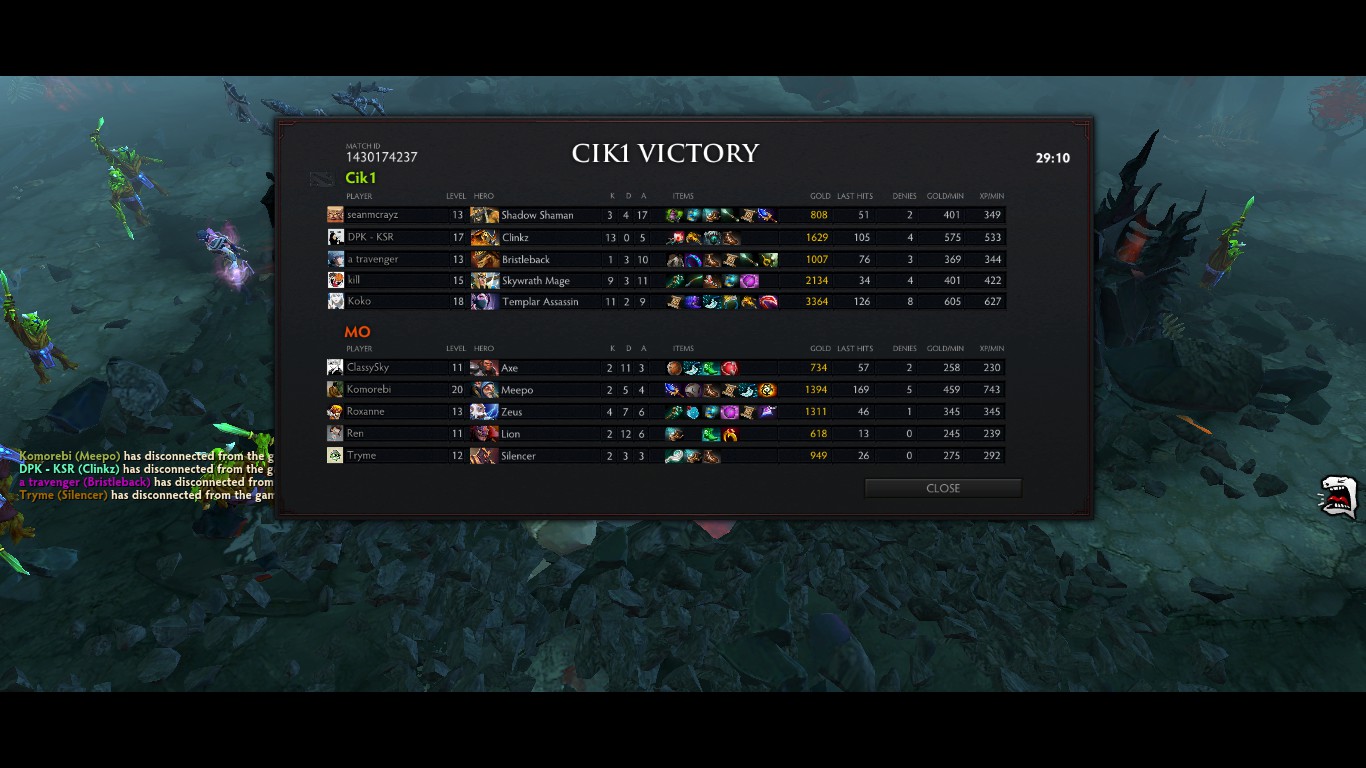 MATCH ID
1430174237
CIK1 VICTORY
29:10
Cik1
PLAYER LEVEL HERO K D A ITEMS GOLD LAST HITS DENIES GOLD/MIN XP/MIN
seanmcrayz 13 Shadow Shaman 3 4 17 808 51 2 401 349
DPK - KSR 17 Clinkz 13 0 5 1629 105 4 575 533
a travenger 13 Bristleback 1 3 10 1007 76 3 369 344
kill 15 Skywrath Mage 9 3 11 2134 34 4 401 422
Koko 18 Templar Assassin 11 2 9 3364 126 8 605 627
MO
PLAYER LEVEL HERO K D A ITEMS GOLD LAST HITS DENIES GOLD/MIN XP/MIN
ClassySky 11 Axe 2 11 3 734 57 2 258 230
Komorebi 20 Meepo 2 5 4 1394 169 5 459 743
Roxanne 13 Zeus 4 7 6 1311 46 1 345 345
Ren 11 Lion 2 12 6 618 13 0 245 239
Tryme 12 Silencer 2 3 3 949 26 0 275 292
CLOSE
Komorebi (Meepo) has disconnected from the g
DPK - KSR (Clinkz) has disconnected from the g
a travenger (Bristleback) has disconnected from
Tryme (Silencer) has disconnected from the gam